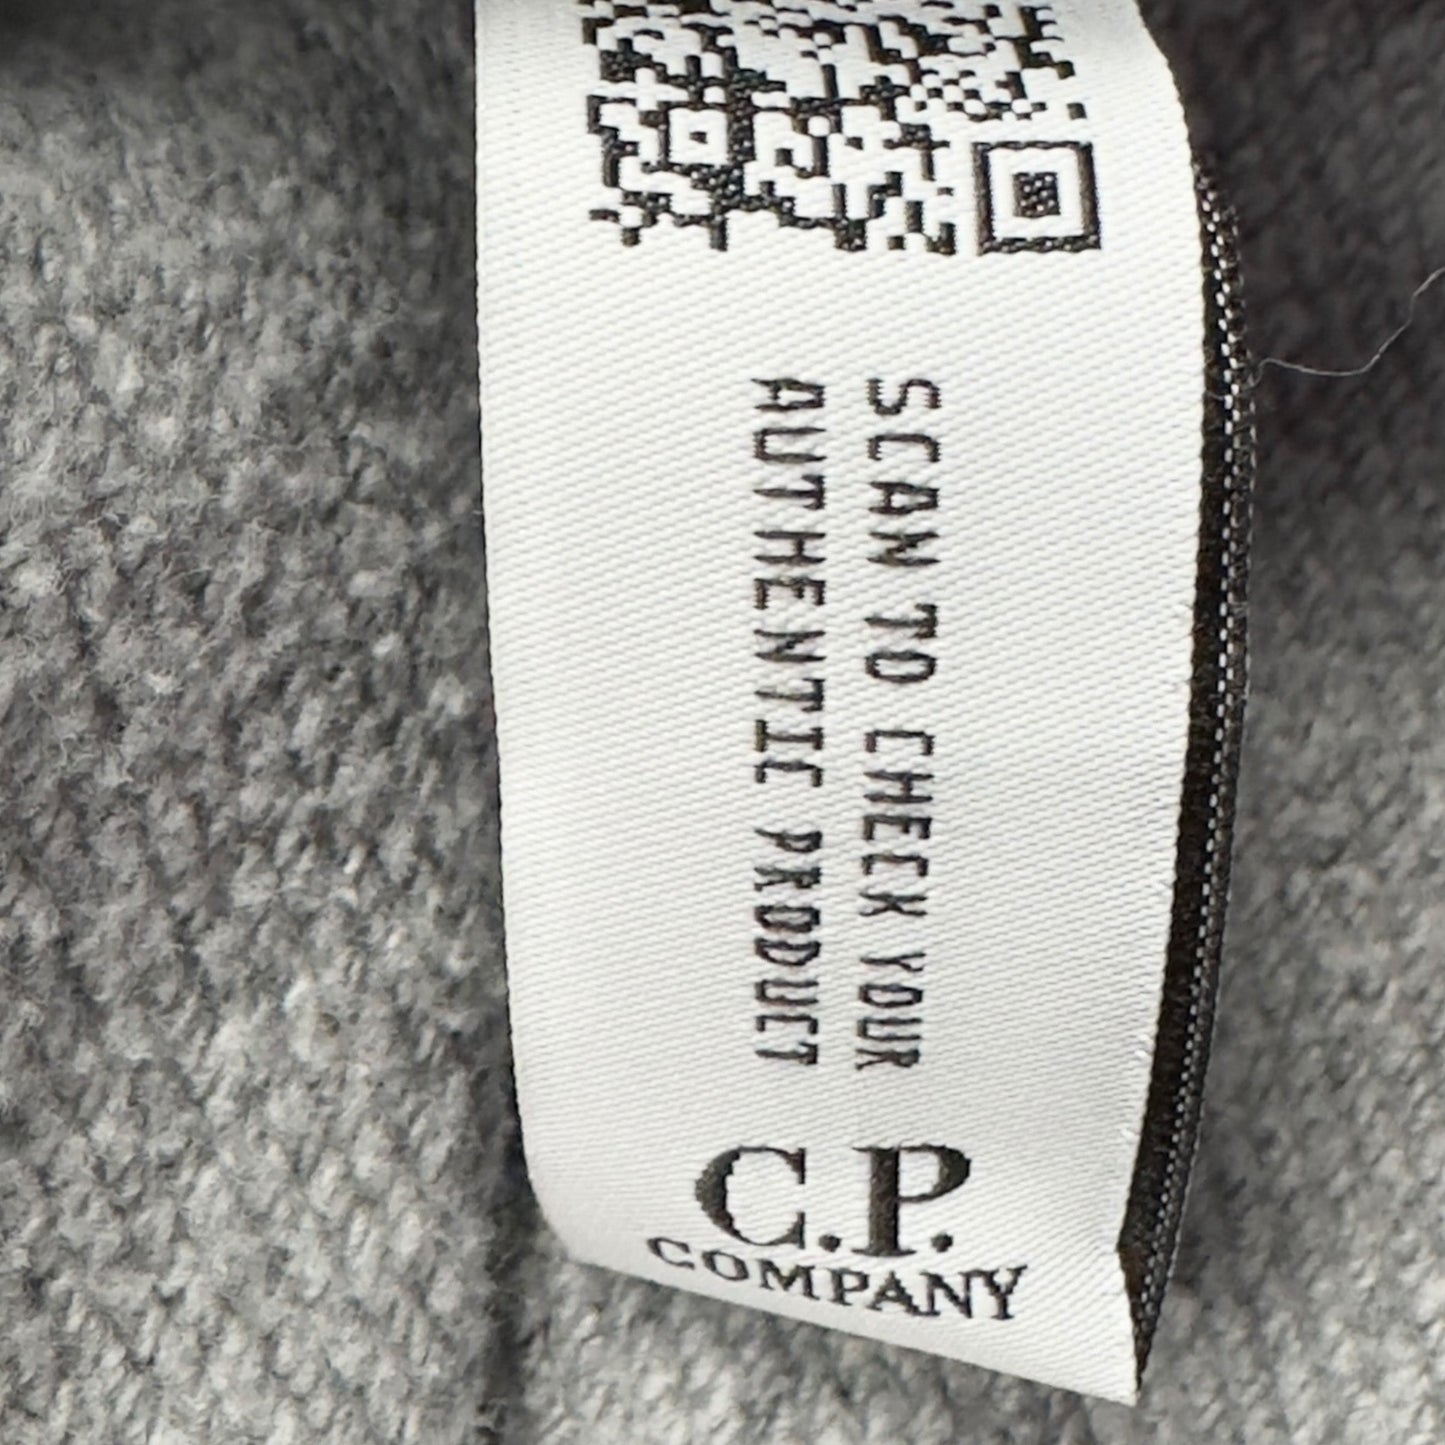 SCAN TO CHECK YOUR
AUTHENTIC PRODUCT
C.P.
COMPANY